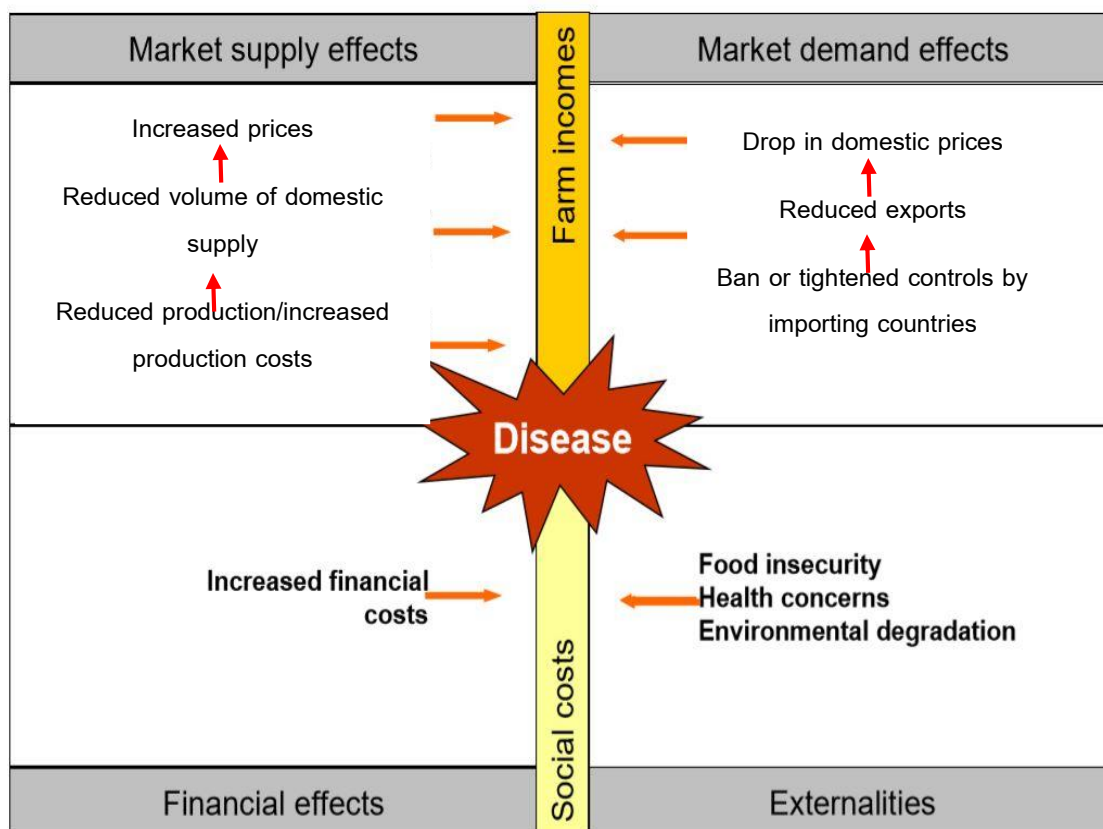 Market supply effects
Farm incomes
Market demand effects
Increased prices
Reduced volume of domestic
supply
Reduced production/increased
production costs
Drop in domestic prices
Reduced exports
Ban or tightened controls by
importing countries
Disease
Increased financial
costs
Food insecurity
Health concerns
Environmental degradation
Financial effects
Social costs
Externalities